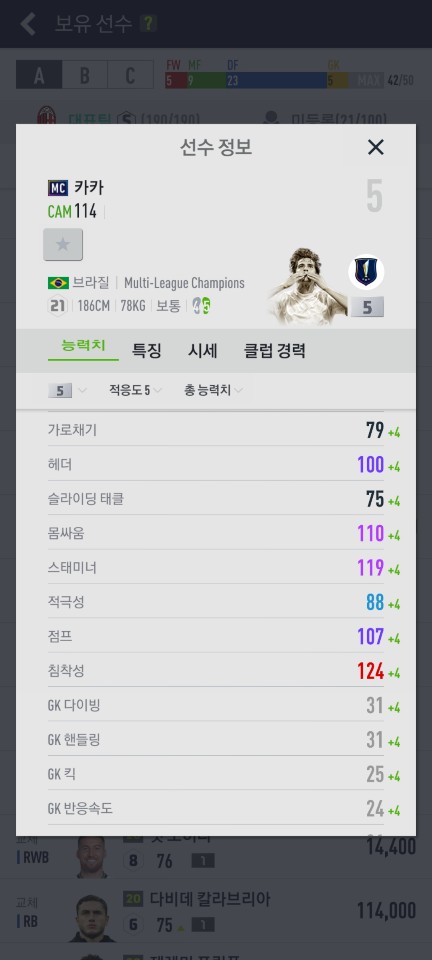 보유 선수 ?
A B C
FW MF DF GK
5 9 23 5 MAX 42/50
대표팀 S (190/190) 미등록(21/100)
선수 정보
MC 카카 5
CAM 114
브라질 Multi-League Champions
21 186CM 78KG 보통 4 5 5
능력치 특징 시세 클럽 경력
5 적응도 5 총 능력치
가로채기 79 +4
헤더 100 +4
슬라이딩 태클 75 +4
몸싸움 110 +4
스태미너 119 +4
적극성 88 +4
점프 107 +4
침착성 124 +4
GK 다이빙 31 +4
GK 핸들링 31 +4
GK 킥 25 +4
GK 반응속도 24 +4
교체
RWB 8 76 1 14,400
교체 20 다비데 칼라브리아
RB 6 75 1 114,000